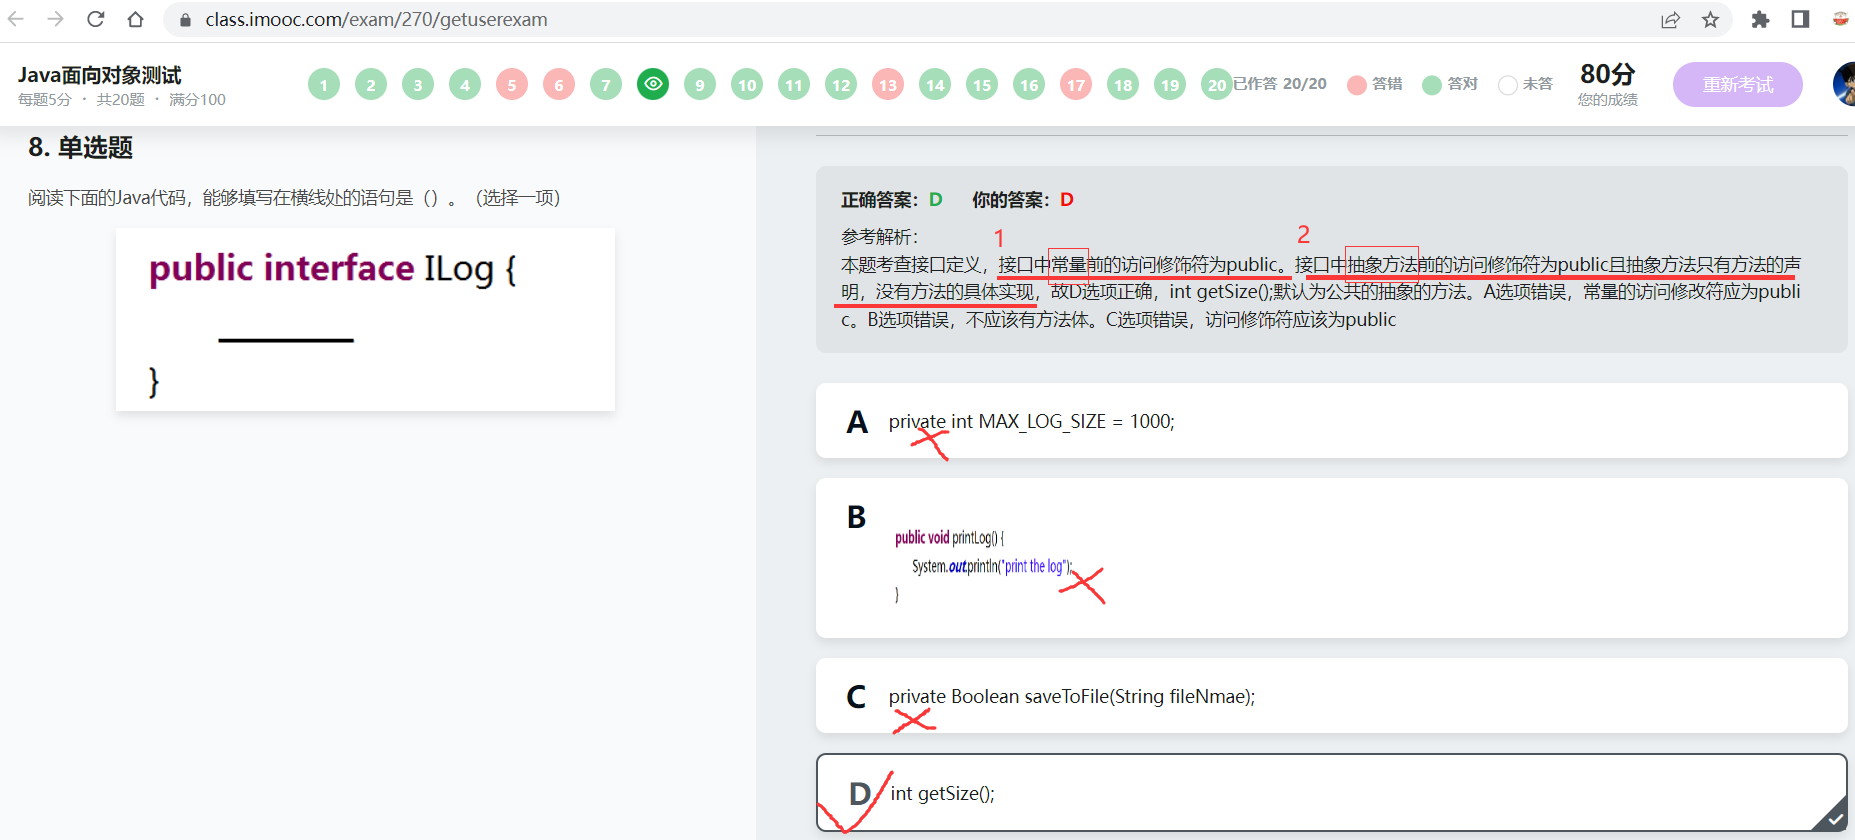 class.imooc.com/exam/270/getuserexam
Java面向对象测试
每题5分 · 共20题 · 满分100
1 2 3 4 5 6 7 9 10 11 12 13 14 15 16 17 18 19 20
已作答 20/20 答错 答对 未答
80分
您的成绩
重新考试
8. 单选题
阅读下面的Java代码，能够填写在横线处的语句是（）。（选择一项）
public interface ILog {
}
正确答案：D 你的答案：D
参考解析：
1 2
本题考查接口定义，接口中常量前的访问修饰符为public。接口中抽象方法前的访问修饰符为public且抽象方法只有方法的声
明，没有方法的具体实现，故D选项正确，int getSize();默认为公共的抽象的方法。A选项错误，常量的访问修改符应为publi
c。B选项错误，不应该有方法体。C选项错误，访问修饰符应该为public
A private int MAX_LOG_SIZE = 1000;
B
public void printLog() {
System.out.println("print the log");
}
C private Boolean saveToFile(String fileNmae);
D int getSize();